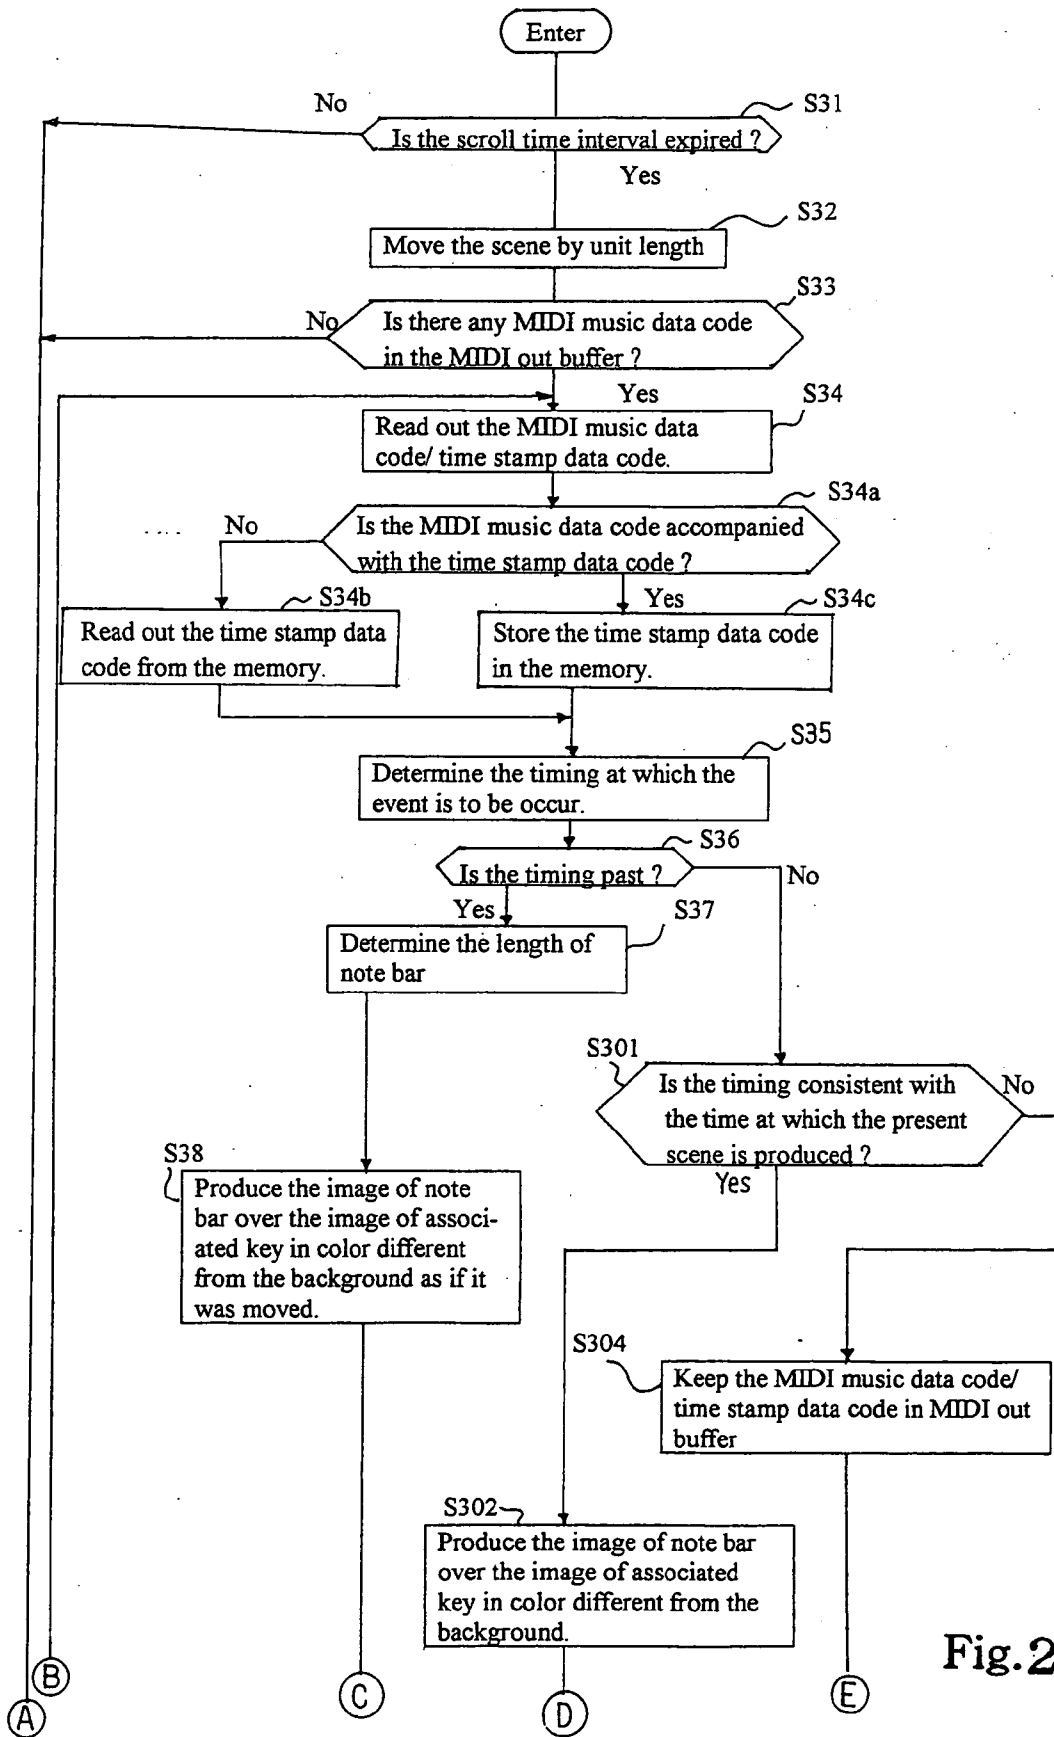 Enter
No
S31
Is the scroll time interval expired ?
Yes
S32
Move the scene by unit length
S33
No
Is there any MIDI music data code
in the MIDI out buffer ?
Yes
S34
Read out the MIDI music data
code/ time stamp data code.
S34a
No
Is the MIDI music data code accompanied
with the time stamp data code ?
S34b
Yes
S34c
Read out the time stamp data
code from the memory.
Store the time stamp data code
in the memory.
S35
Determine the timing at which the
event is to be occur.
S36
Is the timing past ?
No
Yes
S37
Determine the length of
note bar
S301
Is the timing consistent with
the time at which the present
scene is produced ?
No
Yes
S38
Produce the image of note
bar over the image of associ-
ated key in color different
from the background as if it
was moved.
S304
Keep the MIDI music data code/
time stamp data code in MIDI out
buffer
S302
Produce the image of note bar
over the image of associated
key in color different from the
background.
Fig.2
A
B
C
D
E